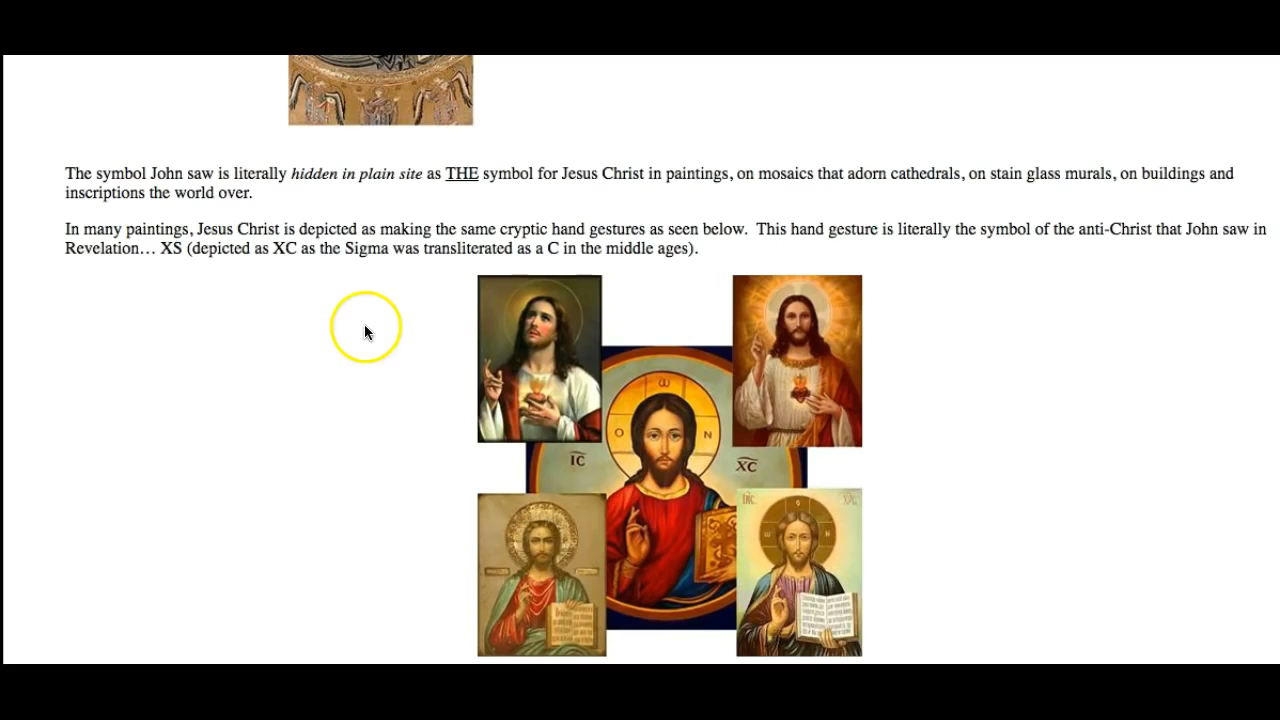 The symbol John saw is literally hidden in plain site as THE symbol for Jesus Christ in paintings, on mosaics that adorn cathedrals, on stain glass murals, on buildings and
inscriptions the world over.
In many paintings, Jesus Christ is depicted as making the same cryptic hand gestures as seen below.  This hand gesture is literally the symbol of the anti-Christ that John saw in
Revelation… XS (depicted as XC as the Sigma was transliterated as a C in the middle ages).
ω
O N
IC XC